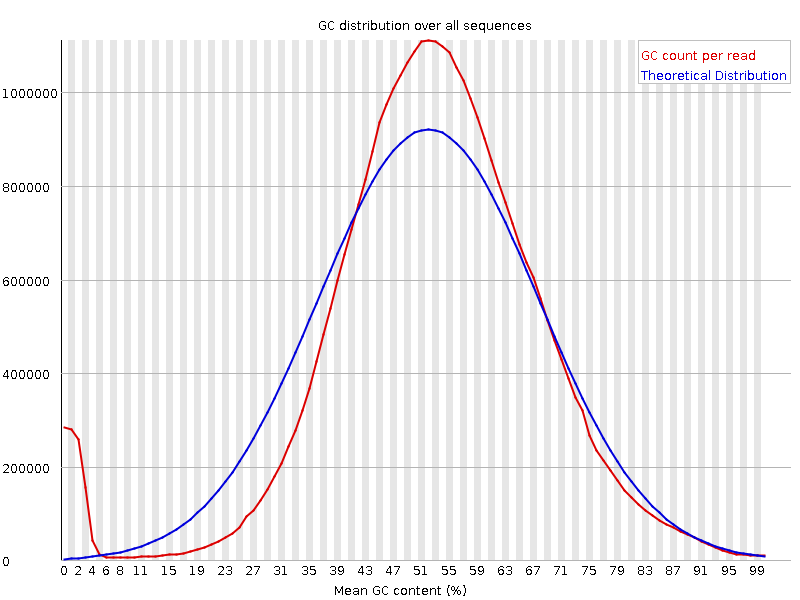 GC distribution over all sequences
GC count per read
Theoretical Distribution
1000000
800000
600000
400000
200000
0
0 2 4 6 8 11 15 19 23 27 31 35 39 43 47 51 55 59 63 67 71 75 79 83 87 91 95 99
Mean GC content (%)